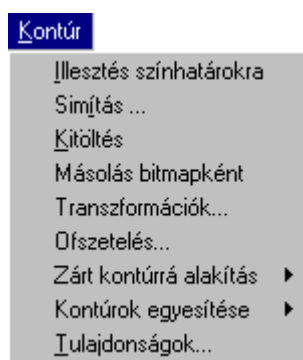 Kontúr
Illesztés színhatárokra
Simítás ...
Kitöltés
Másolás bitmapként
Transzformációk...
Ofszetelés...
Zárt kontúrrá alakítás
Kontúrok egyesítése
Tulajdonságok...